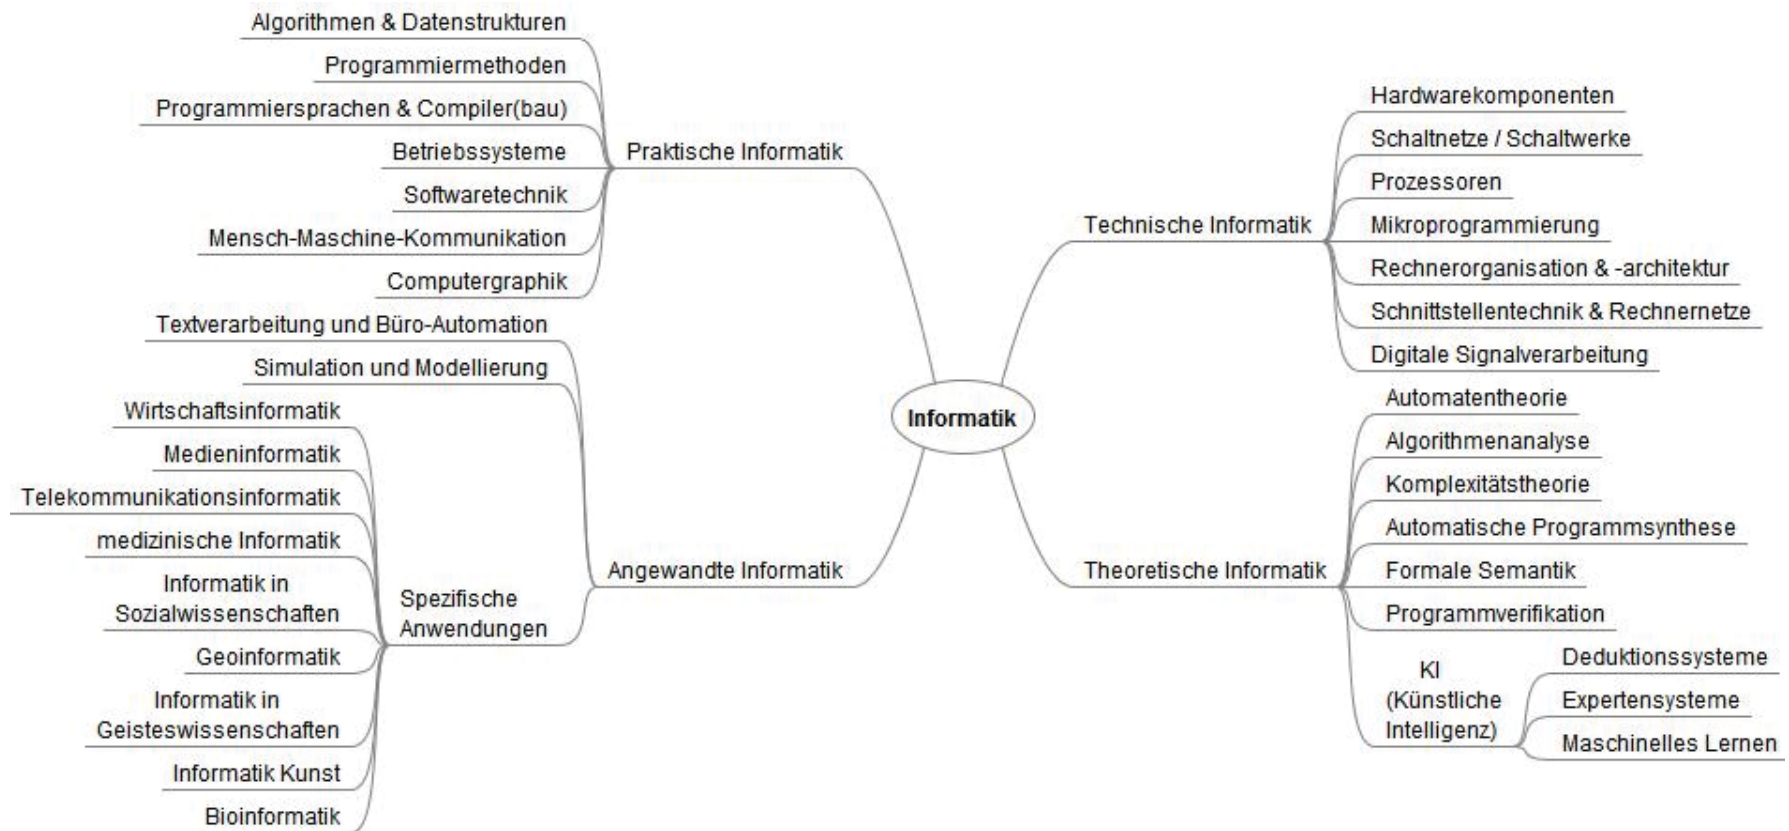 Algorithmen & Datenstrukturen
Programmiermethoden
Programmiersprachen & Compiler(bau)
Betriebssysteme
Softwaretechnik
Mensch-Maschine-Kommunikation
Computergraphik
Praktische Informatik
Textverarbeitung und Büro-Automation
Simulation und Modellierung
Wirtschaftsinformatik
Medieninformatik
Telekommunikationsinformatik
medizinische Informatik
Informatik in
Sozialwissenschaften
Geoinformatik
Informatik in
Geisteswissenschaften
Informatik Kunst
Bioinformatik
Spezifische
Anwendungen
Angewandte Informatik
Informatik
Technische Informatik
Hardwarekomponenten
Schaltnetze / Schaltwerke
Prozessoren
Mikroprogrammierung
Rechnerorganisation & -architektur
Schnittstellentechnik & Rechnernetze
Digitale Signalverarbeitung
Theoretische Informatik
Automatentheorie
Algorithmenanalyse
Komplexitätstheorie
Automatische Programmsynthese
Formale Semantik
Programmverifikation
KI
(Künstliche
Intelligenz)
Deduktionssysteme
Expertensysteme
Maschinelles Lernen